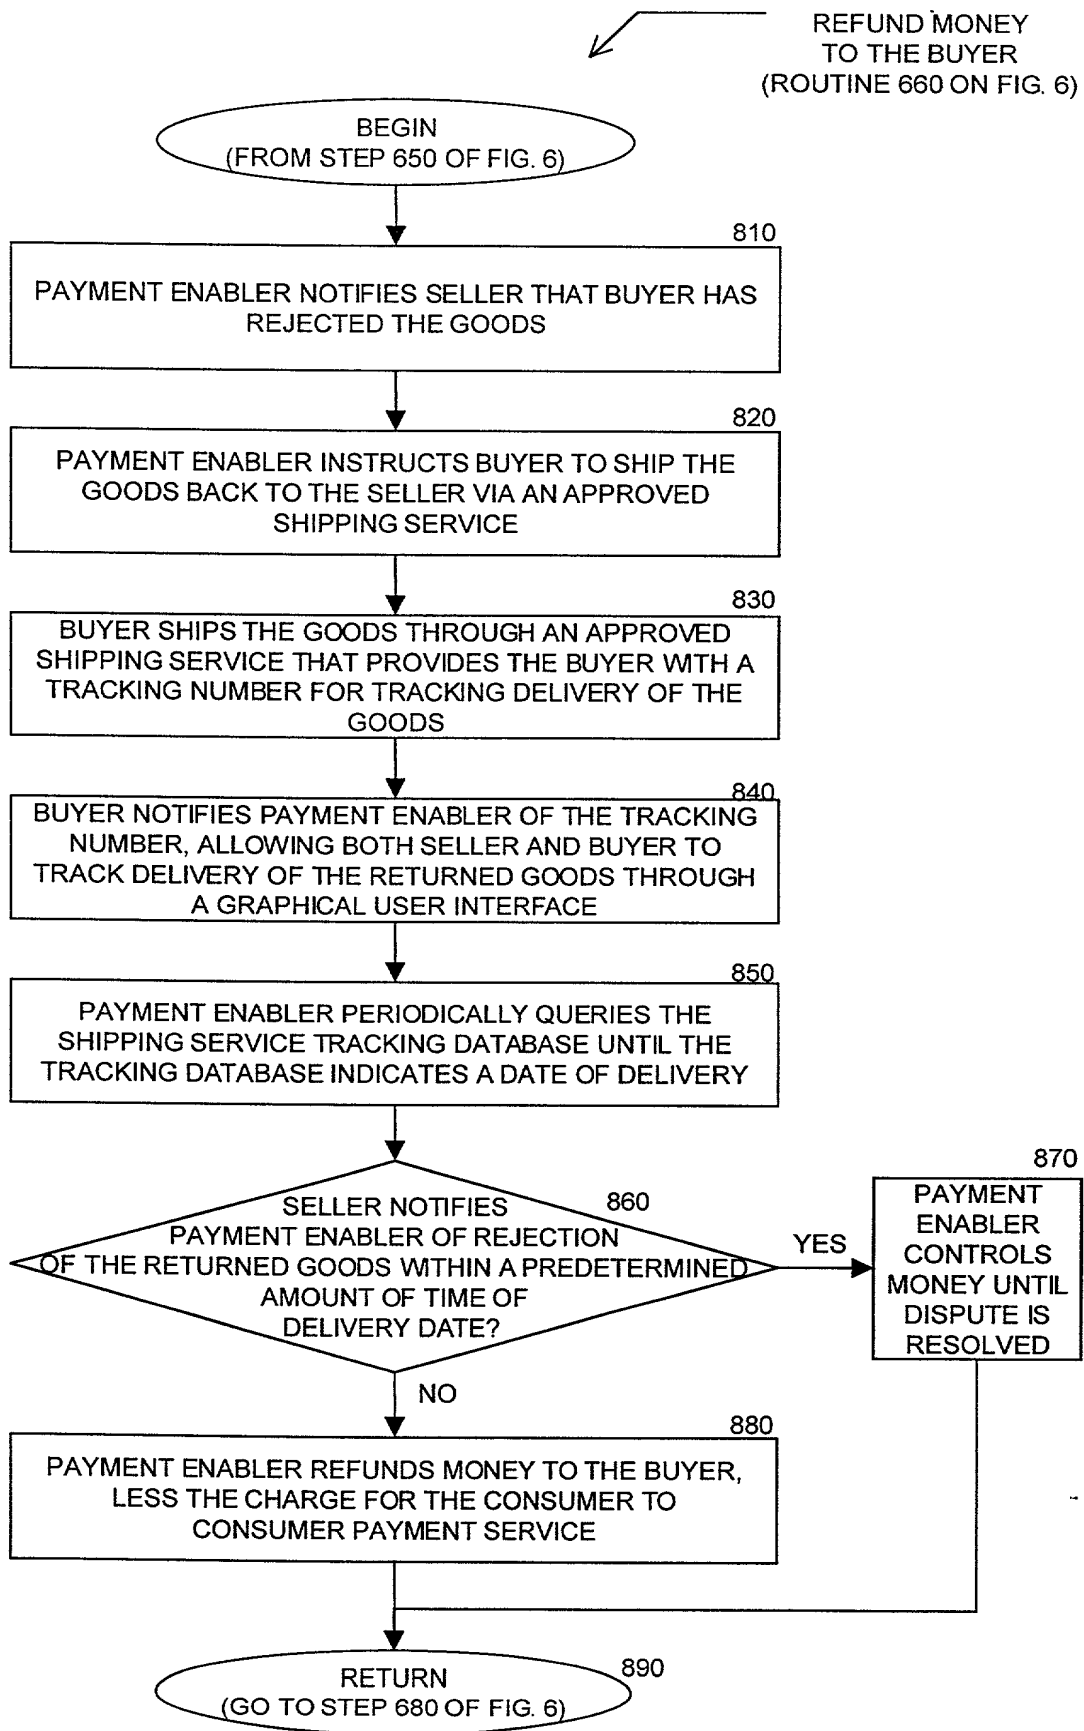 REFUND MONEY
TO THE BUYER
(ROUTINE 660 ON FIG. 6)
BEGIN
(FROM STEP 650 OF FIG. 6)
810
PAYMENT ENABLER NOTIFIES SELLER THAT BUYER HAS
REJECTED THE GOODS
820
PAYMENT ENABLER INSTRUCTS BUYER TO SHIP THE
GOODS BACK TO THE SELLER VIA AN APPROVED
SHIPPING SERVICE
830
BUYER SHIPS THE GOODS THROUGH AN APPROVED
SHIPPING SERVICE THAT PROVIDES THE BUYER WITH A
TRACKING NUMBER FOR TRACKING DELIVERY OF THE
GOODS
840
BUYER NOTIFIES PAYMENT ENABLER OF THE TRACKING
NUMBER, ALLOWING BOTH SELLER AND BUYER TO
TRACK DELIVERY OF THE RETURNED GOODS THROUGH
A GRAPHICAL USER INTERFACE
850
PAYMENT ENABLER PERIODICALLY QUERIES THE
SHIPPING SERVICE TRACKING DATABASE UNTIL THE
TRACKING DATABASE INDICATES A DATE OF DELIVERY
860
SELLER NOTIFIES
PAYMENT ENABLER OF REJECTION
OF THE RETURNED GOODS WITHIN A PREDETERMINED
AMOUNT OF TIME OF
DELIVERY DATE?
YES
870
PAYMENT
ENABLER
CONTROLS
MONEY UNTIL
DISPUTE IS
RESOLVED
NO
880
PAYMENT ENABLER REFUNDS MONEY TO THE BUYER,
LESS THE CHARGE FOR THE CONSUMER TO
CONSUMER PAYMENT SERVICE
RETURN
(GO TO STEP 680 OF FIG. 6)
890